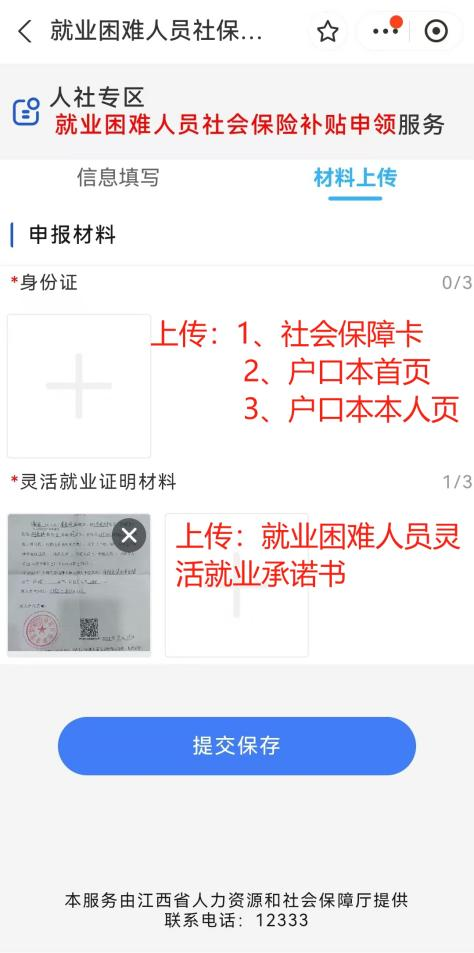 就业困难人员社保...
人社专区
就业困难人员社会保险补贴申领服务
信息填写
材料上传
申报材料
*身份证
0/3
上传：1、社会保障卡
2、户口本首页
3、户口本本人页
*灵活就业证明材料
1/3
上传：就业困难人员灵
活就业承诺书
提交保存
本服务由江西省人力资源和社会保障厅提供
联系电话：12333